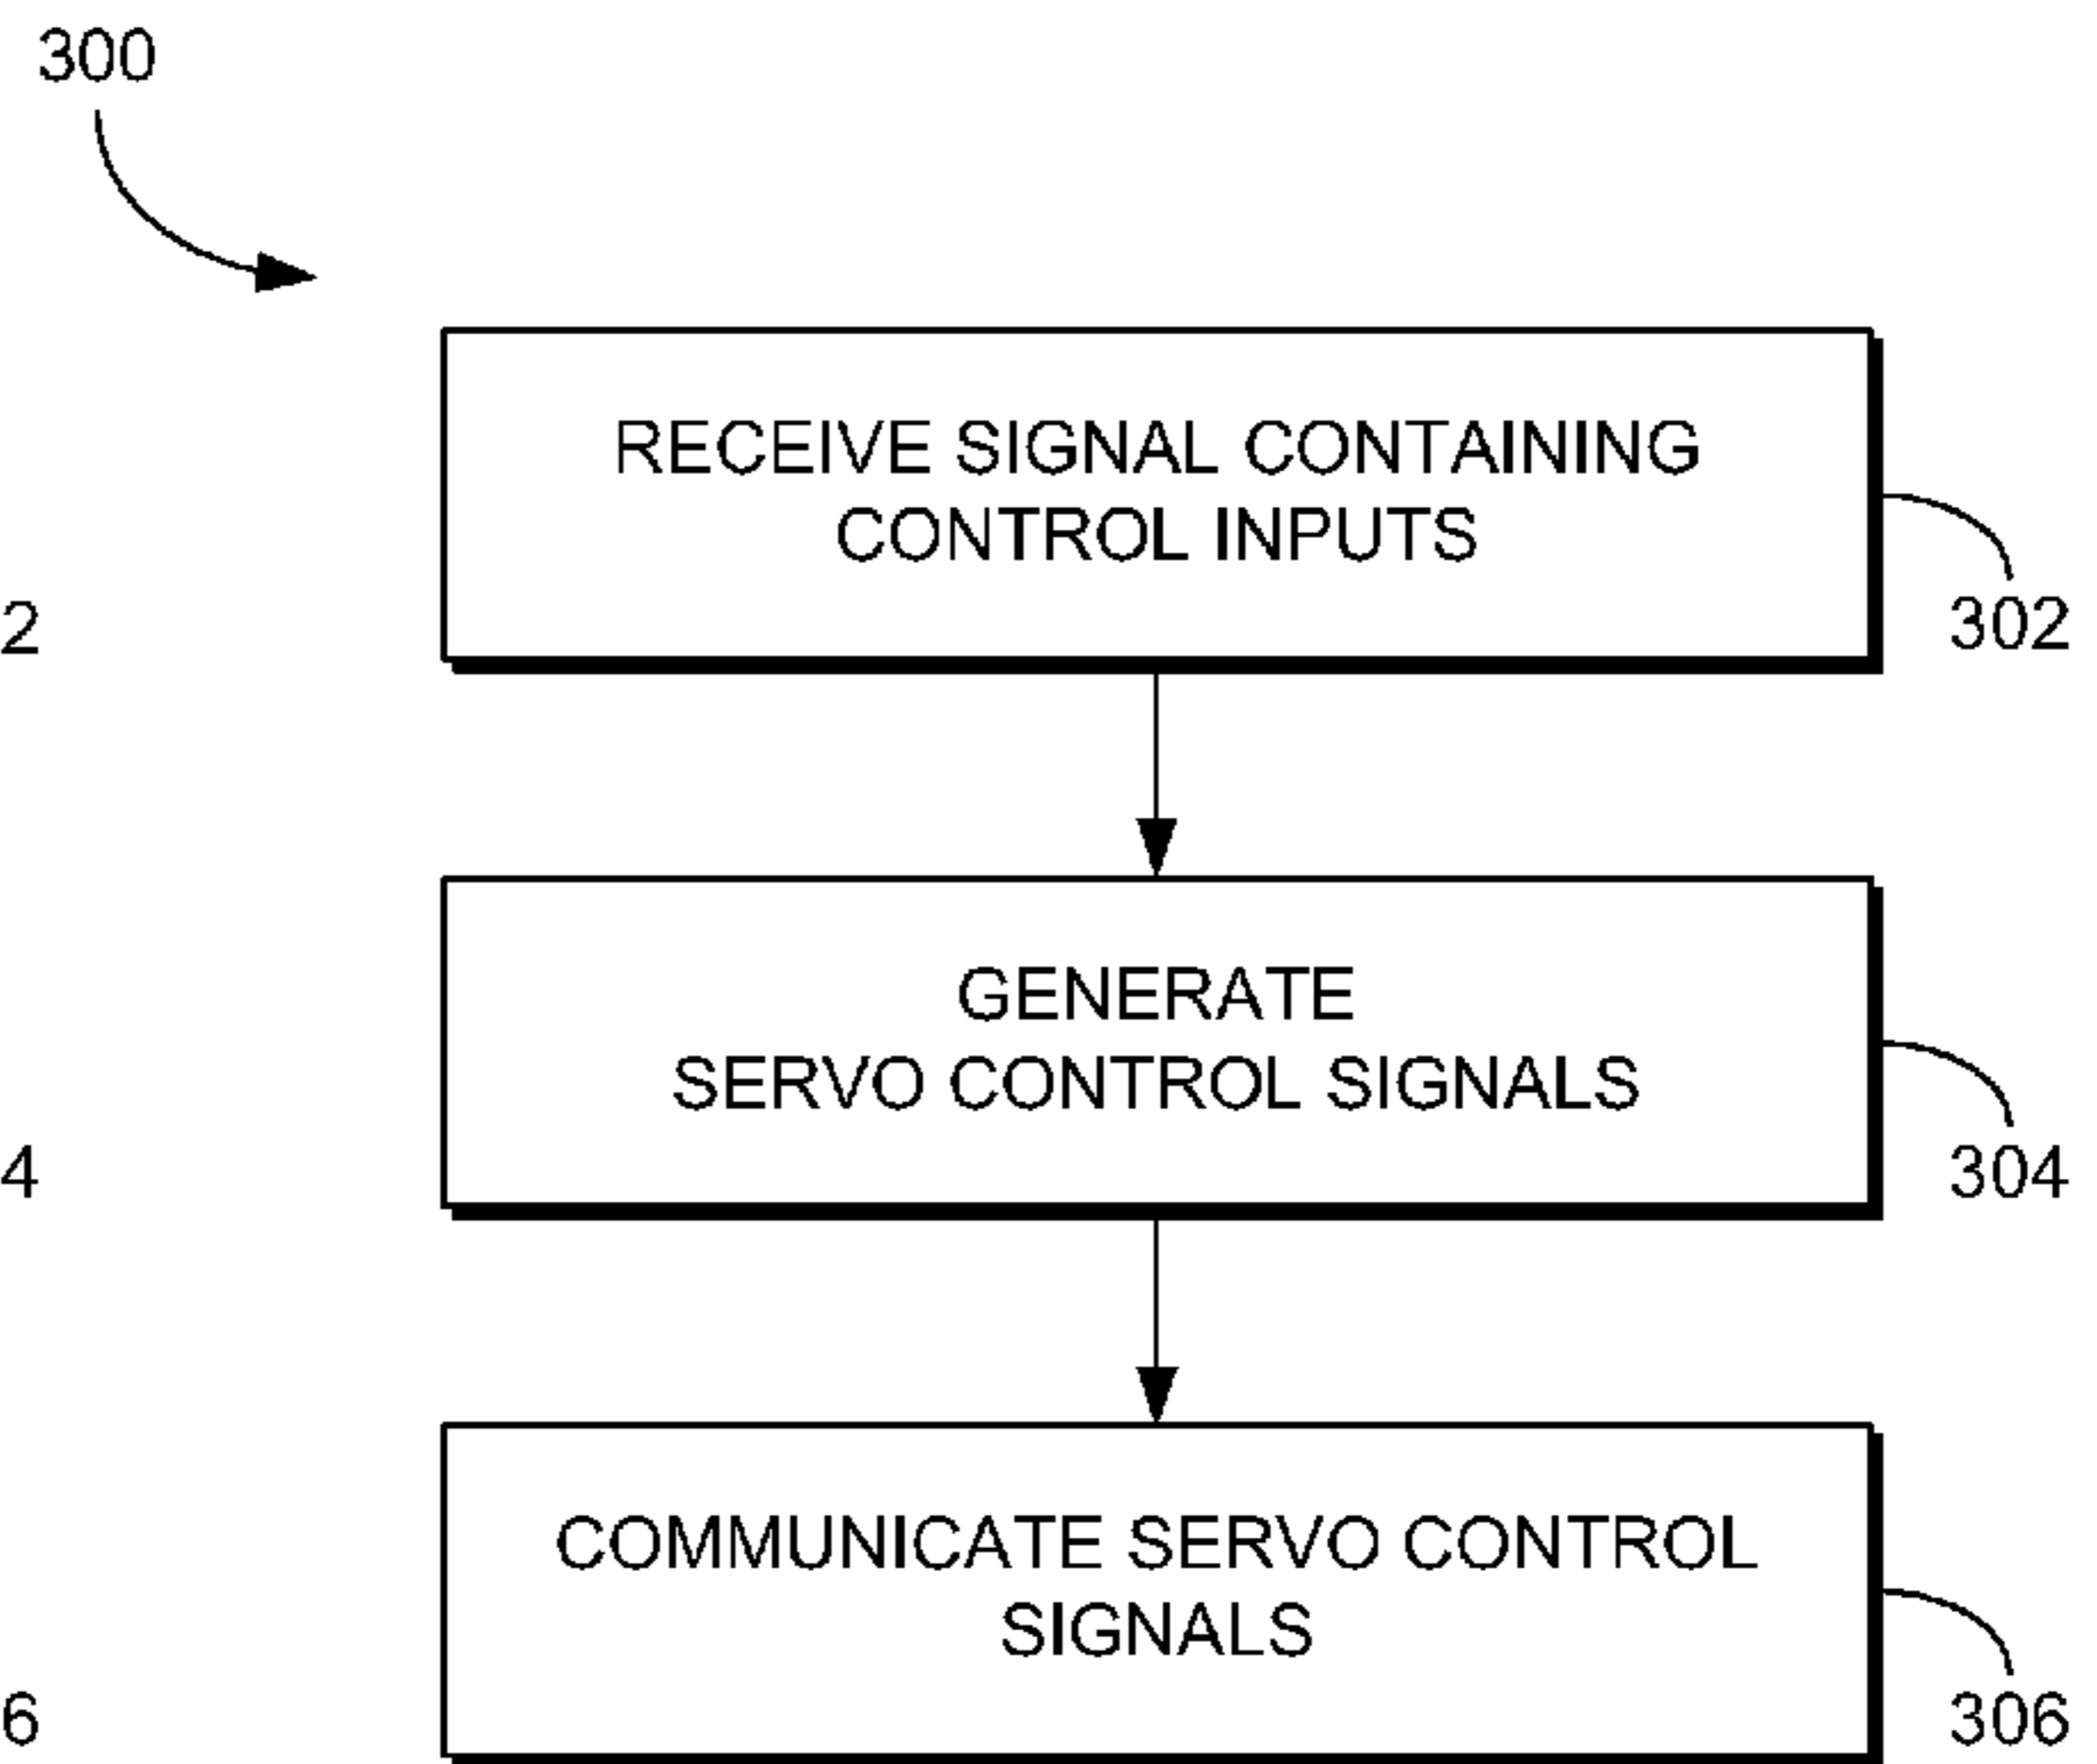 300
RECEIVE SIGNAL CONTAINING
CONTROL INPUTS
2
302
GENERATE
SERVO CONTROL SIGNALS
4
304
COMMUNICATE SERVO CONTROL
SIGNALS
6
306